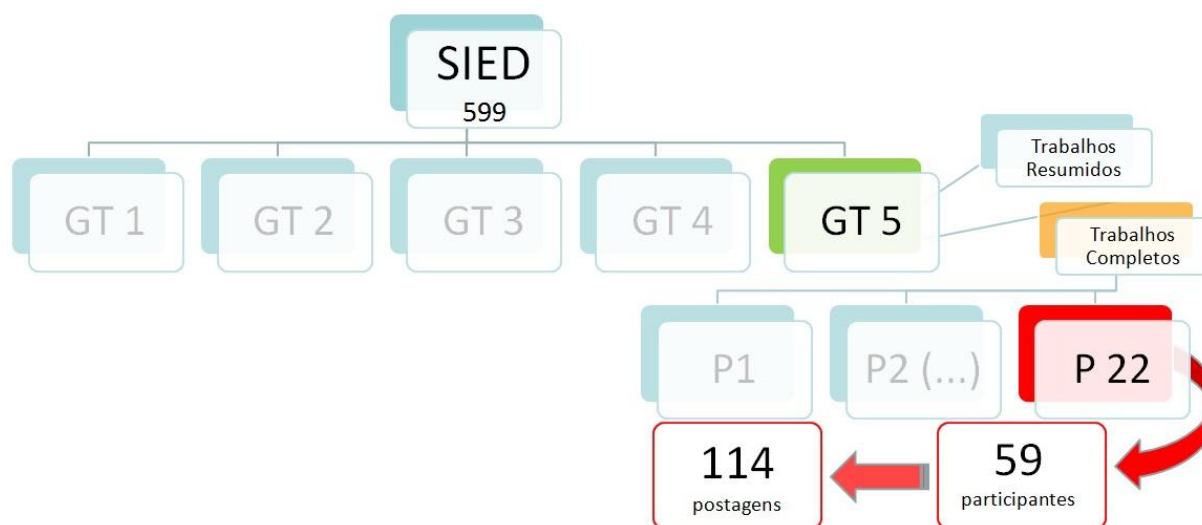 SIED
599
GT 1
GT 2
GT 3
GT 4
GT 5
Trabalhos
Resumidos
Trabalhos
Completos
P1
P2 (...)
P 22
114
postagens
59
participantes